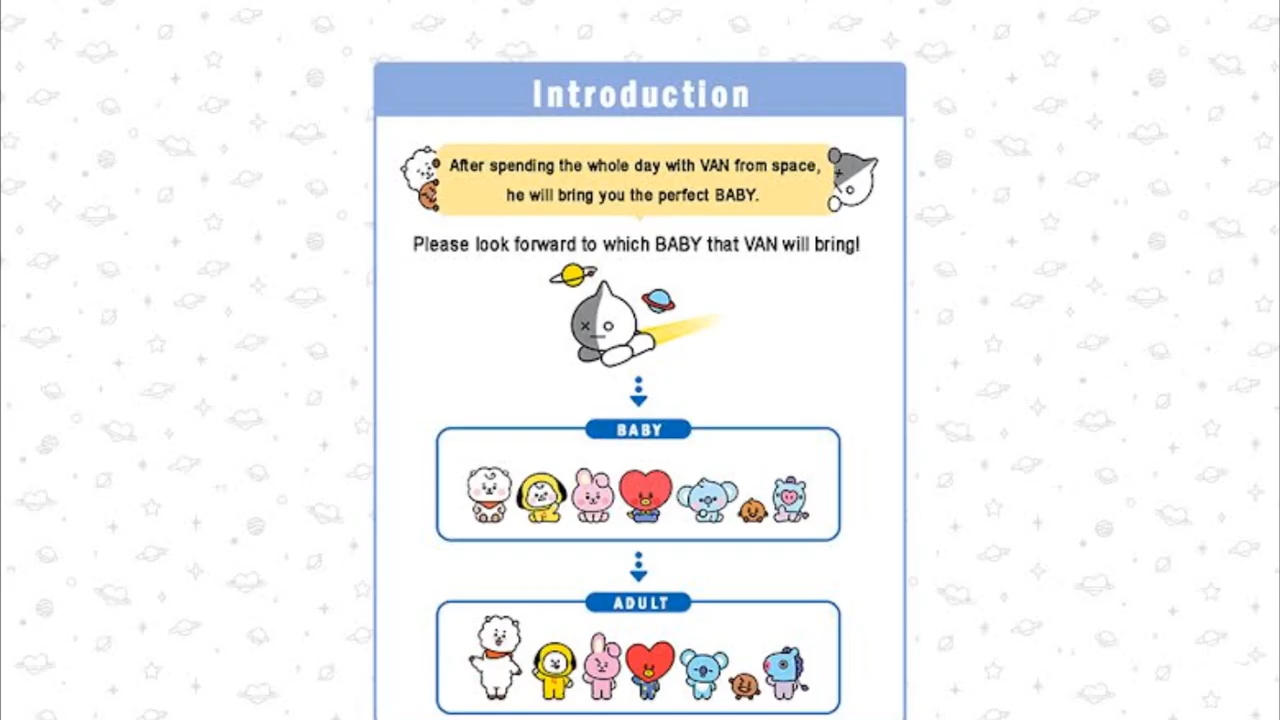 Introduction
After spending the whole day with VAN from space,
he will bring you the perfect BABY.
Please look forward to which BABY that VAN will bring!
BABY
ADULT